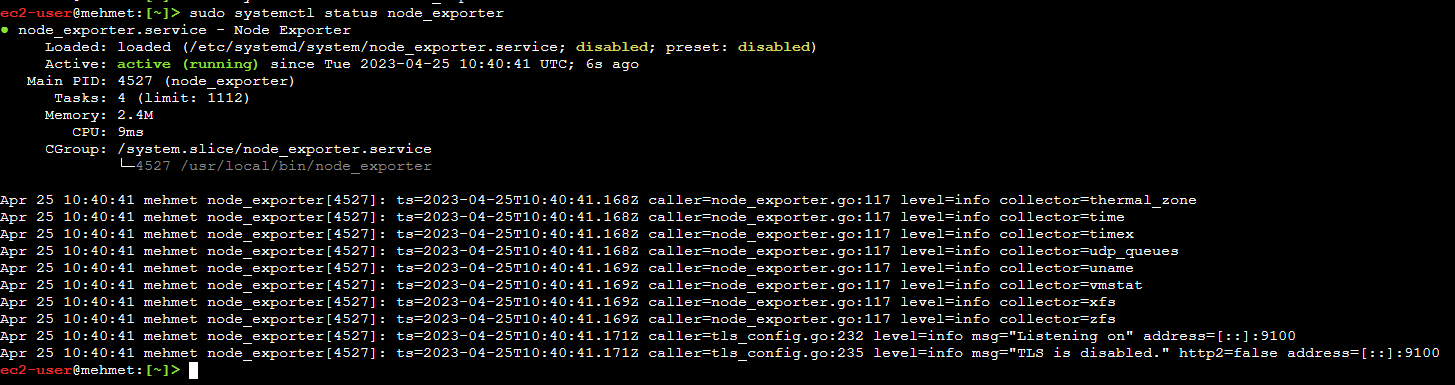 ec2-user@mehmet:[~]> sudo systemctl status node_exporter
● node_exporter.service - Node Exporter
     Loaded: loaded (/etc/systemd/system/node_exporter.service; disabled; preset: disabled)
     Active: active (running) since Tue 2023-04-25 10:40:41 UTC; 6s ago
   Main PID: 4527 (node_exporter)
      Tasks: 4 (limit: 1112)
     Memory: 2.4M
        CPU: 9ms
     CGroup: /system.slice/node_exporter.service
             └─4527 /usr/local/bin/node_exporter

Apr 25 10:40:41 mehmet node_exporter[4527]: ts=2023-04-25T10:40:41.168Z caller=node_exporter.go:117 level=info collector=thermal_zone
Apr 25 10:40:41 mehmet node_exporter[4527]: ts=2023-04-25T10:40:41.168Z caller=node_exporter.go:117 level=info collector=time
Apr 25 10:40:41 mehmet node_exporter[4527]: ts=2023-04-25T10:40:41.168Z caller=node_exporter.go:117 level=info collector=timex
Apr 25 10:40:41 mehmet node_exporter[4527]: ts=2023-04-25T10:40:41.168Z caller=node_exporter.go:117 level=info collector=udp_queues
Apr 25 10:40:41 mehmet node_exporter[4527]: ts=2023-04-25T10:40:41.169Z caller=node_exporter.go:117 level=info collector=uname
Apr 25 10:40:41 mehmet node_exporter[4527]: ts=2023-04-25T10:40:41.169Z caller=node_exporter.go:117 level=info collector=vmstat
Apr 25 10:40:41 mehmet node_exporter[4527]: ts=2023-04-25T10:40:41.169Z caller=node_exporter.go:117 level=info collector=xfs
Apr 25 10:40:41 mehmet node_exporter[4527]: ts=2023-04-25T10:40:41.169Z caller=node_exporter.go:117 level=info collector=zfs
Apr 25 10:40:41 mehmet node_exporter[4527]: ts=2023-04-25T10:40:41.171Z caller=tls_config.go:232 level=info msg="Listening on" address=[::]:9100
Apr 25 10:40:41 mehmet node_exporter[4527]: ts=2023-04-25T10:40:41.171Z caller=tls_config.go:235 level=info msg="TLS is disabled." http2=false address=[::]:9100
ec2-user@mehmet:[~]>